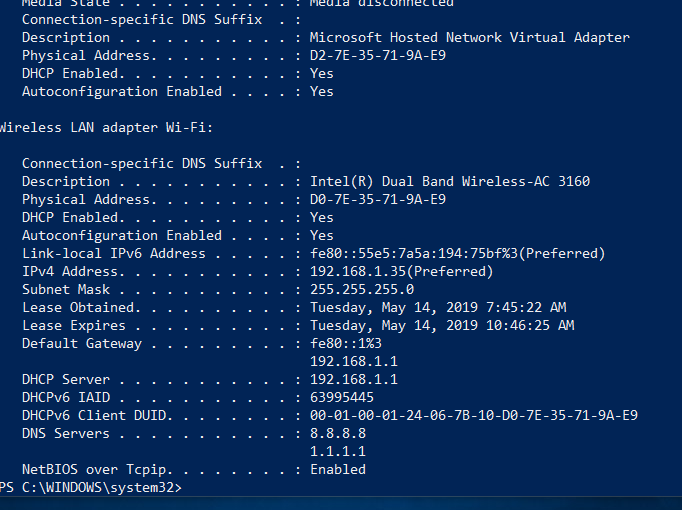 Media State . . . . . . . . . . . : Media disconnected
Connection-specific DNS Suffix  . :
Description . . . . . . . . . . . : Microsoft Hosted Network Virtual Adapter
Physical Address. . . . . . . . . : D2-7E-35-71-9A-E9
DHCP Enabled. . . . . . . . . . . : Yes
Autoconfiguration Enabled . . . . : Yes
Wireless LAN adapter Wi-Fi:
Connection-specific DNS Suffix  . :
Description . . . . . . . . . . . : Intel(R) Dual Band Wireless-AC 3160
Physical Address. . . . . . . . . : D0-7E-35-71-9A-E9
DHCP Enabled. . . . . . . . . . . : Yes
Autoconfiguration Enabled . . . . : Yes
Link-local IPv6 Address . . . . . : fe80::55e5:7a5a:194:75bf%3(Preferred)
IPv4 Address. . . . . . . . . . . : 192.168.1.35(Preferred)
Subnet Mask . . . . . . . . . . . : 255.255.255.0
Lease Obtained. . . . . . . . . . : Tuesday, May 14, 2019 7:45:22 AM
Lease Expires . . . . . . . . . . : Tuesday, May 14, 2019 10:46:25 AM
Default Gateway . . . . . . . . . : fe80::1%3
192.168.1.1
DHCP Server . . . . . . . . . . . : 192.168.1.1
DHCPv6 IAID . . . . . . . . . . . : 63995445
DHCPv6 Client DUID. . . . . . . . : 00-01-00-01-24-06-7B-10-D0-7E-35-71-9A-E9
DNS Servers . . . . . . . . . . . : 8.8.8.8
1.1.1.1
NetBIOS over Tcpip. . . . . . . . : Enabled
PS C:\WINDOWS\system32>